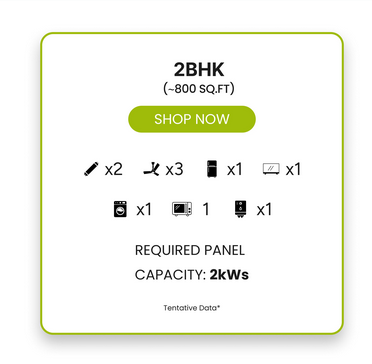 2BHK
(~800 SQ.FT)
SHOP NOW
x2 x3 x1 x1
x1 1 x1
REQUIRED PANEL
CAPACITY: 2kWs
Tentative Data*